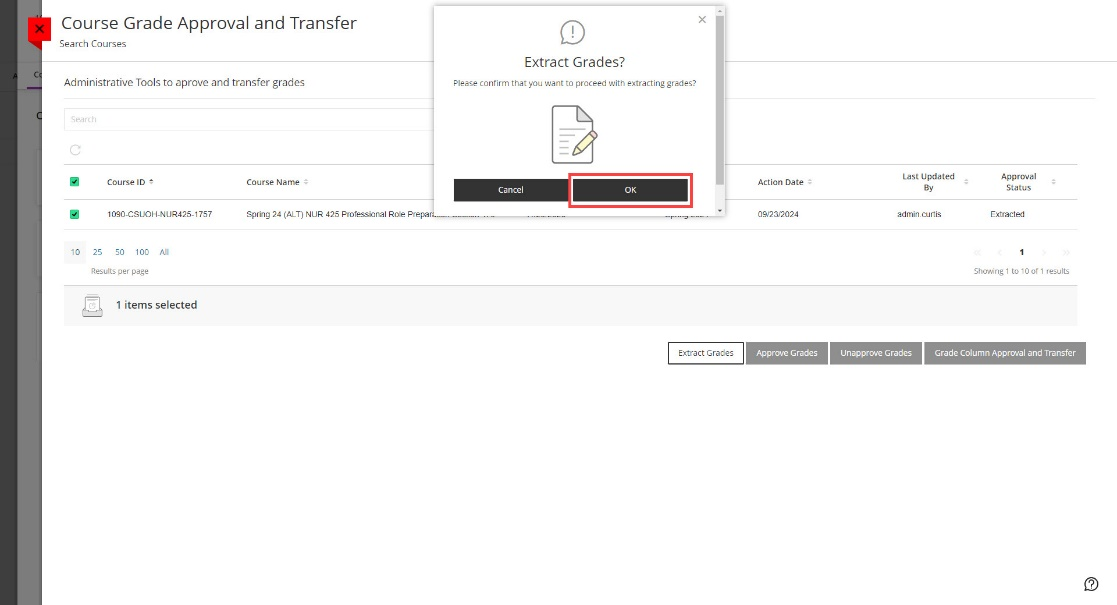 Course Grade Approval and Transfer
Search Courses
Administrative Tools to aprove and transfer grades
Search
Extract Grades?
Please confirm that you want to proceed with extracting grades?
Cancel
OK
Course ID
Course Name
Action Date
Last Updated
By
Approval
Status
1090-CSUOH-NUR425-1757
Spring 24 (ALT) NUR 425 Professional Role
09/23/2024
admin.curtis
Extracted
10 25 50 100 All
Results per page
1
Showing 1 to 10 of 1 results
1 items selected
Extract Grades
Approve Grades
Unapprove Grades
Grade Column Approval and Transfer